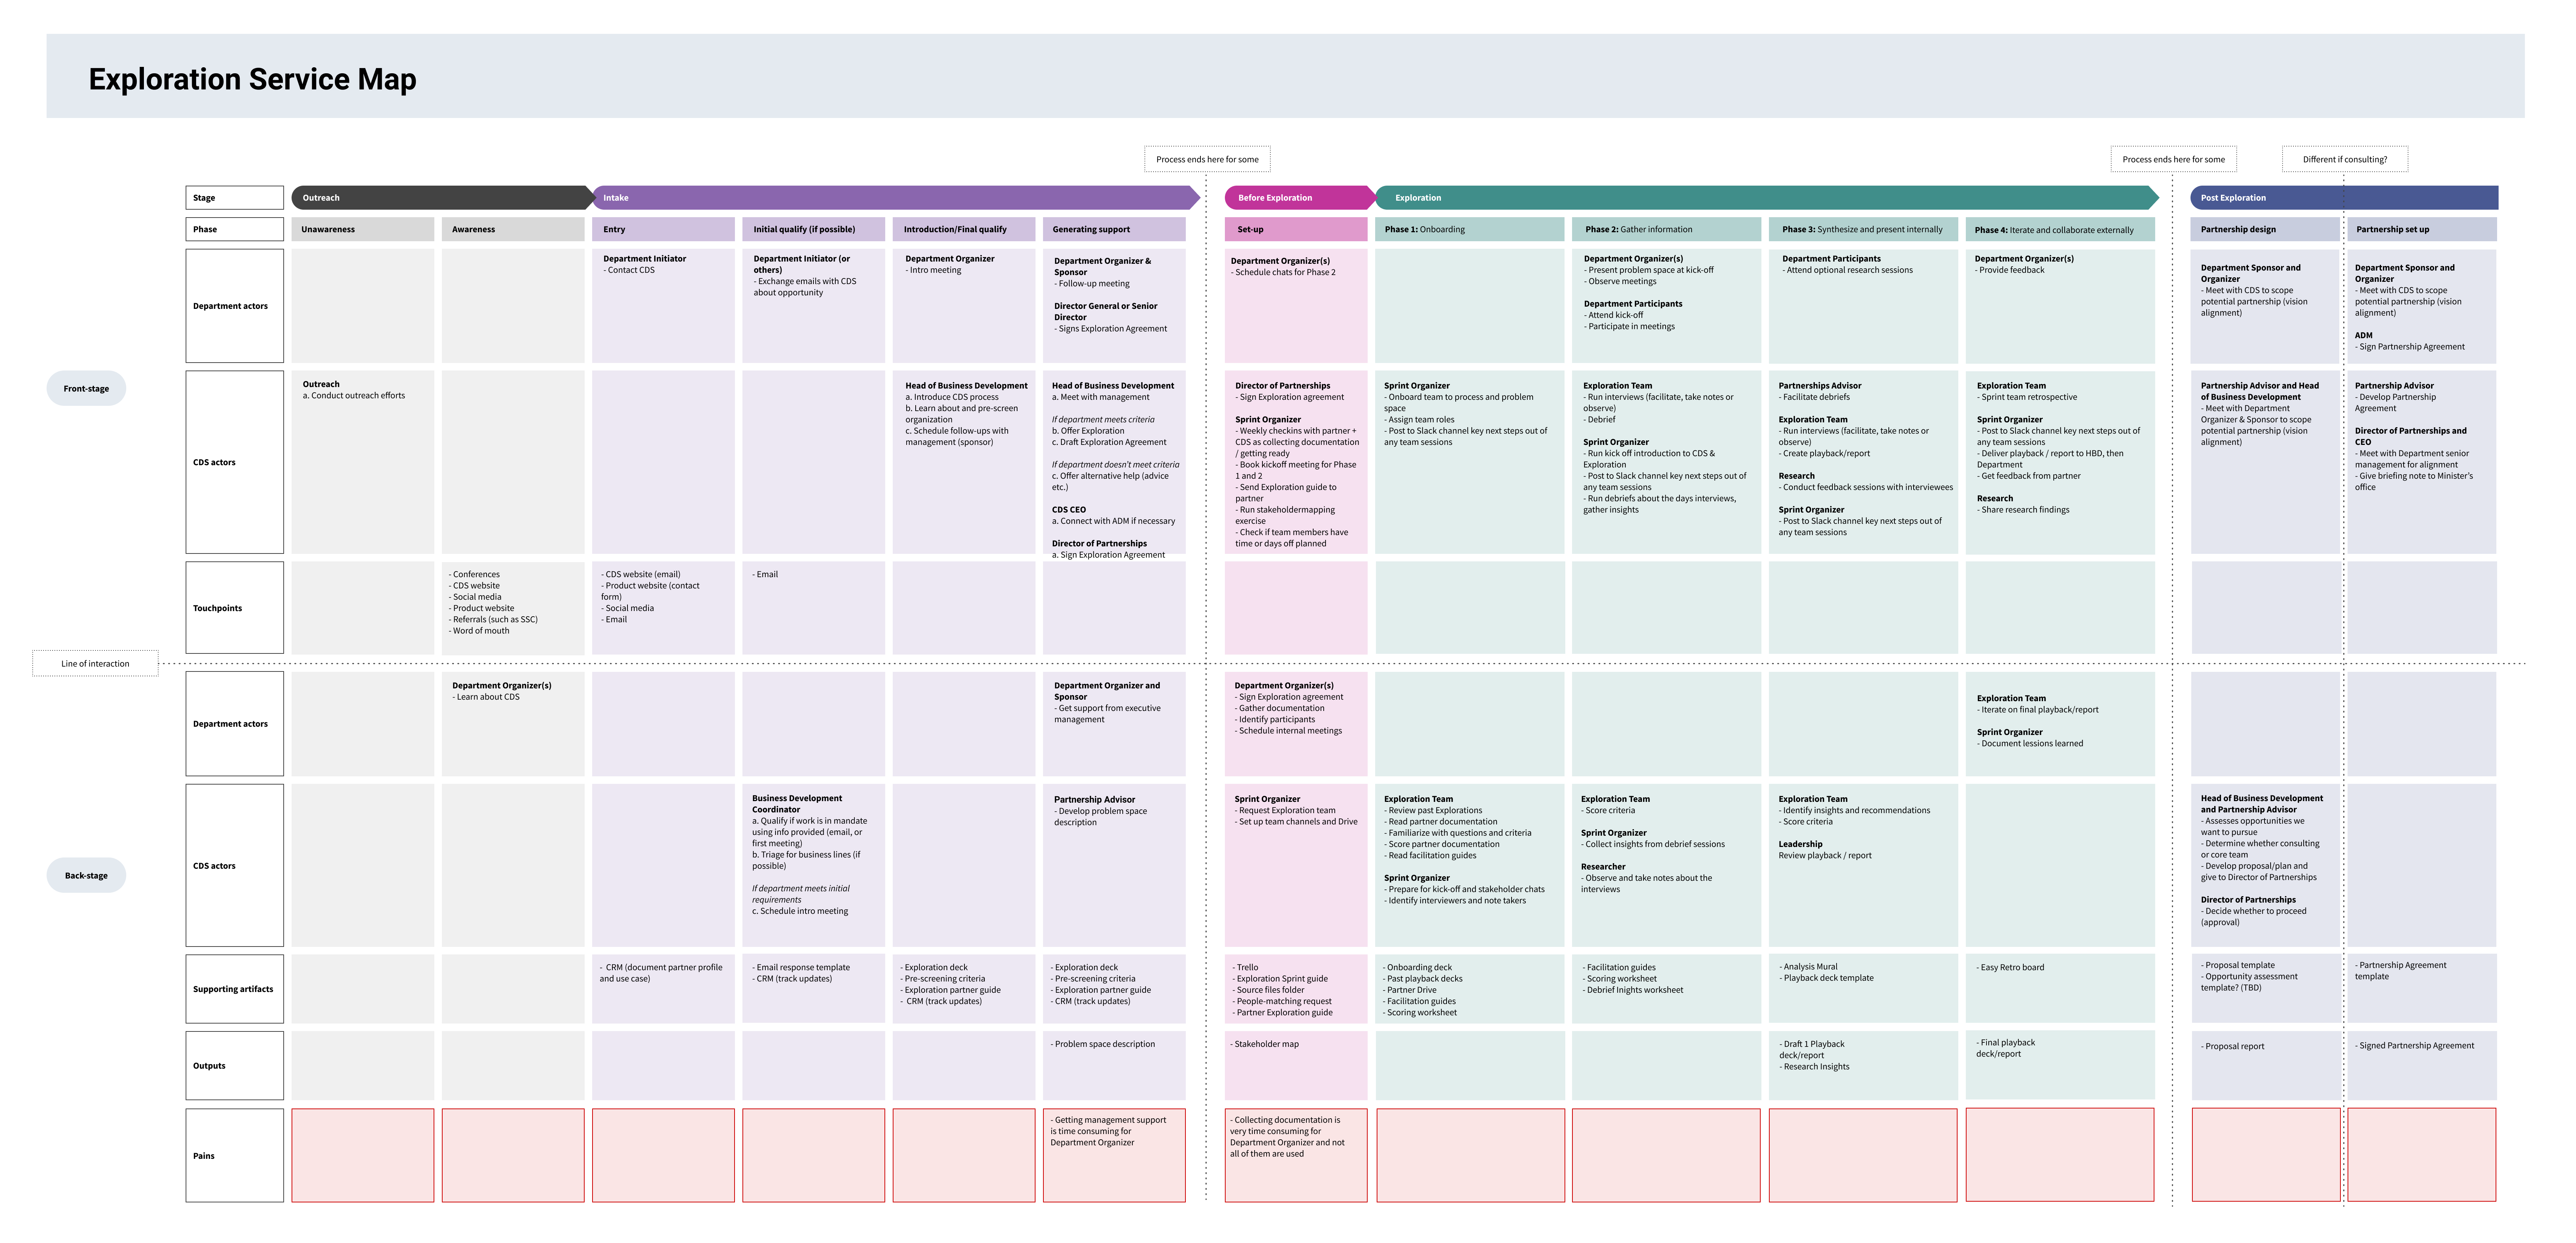 Exploration Service Map
Process ends here for some
Process ends here for some
Different if consulting?
Stage
Outreach
Intake
Before Exploration
Exploration
Post Exploration
Phase
Unawareness
Awareness
Entry
Initial qualify (if possible)
Introduction/Final qualify
Generating support
Set-up
Phase 1: Onboarding
Phase 2: Gather information
Phase 3: Synthesize and present internally
Phase 4: Iterate and collaborate externally
Partnership design
Partnership set up
Front-stage
Department actors
Department Initiator
- Contact CDS
Department Initiator (or
others)
- Exchange emails with CDS
about opportunity
Department Organizer
- Intro meeting
Department Organizer &
Sponsor
- Follow-up meeting
Director General or Senior
Director
- Signs Exploration Agreement
Department Organizer(s)
- Schedule chats for Phase 2
Department Organizer(s)
- Present problem space at kick-off
- Observe meetings
Department Participants
- Attend kick-off
- Participate in meetings
Department Participants
- Attend optional research sessions
Department Organizer(s)
- Provide feedback
Department Sponsor and
Organizer
- Meet with CDS to scope
potential partnership (vision
alignment)
Department Sponsor and
Organizer
- Meet with CDS to scope
potential partnership (vision
alignment)
ADM
- Sign Partnership Agreement
CDS actors
Outreach
a. Conduct outreach efforts
Head of Business Development
a. Introduce CDS process
b. Learn about and pre-screen
organization
c. Schedule follow-ups with
management (sponsor)
Head of Business Development
a. Meet with management
If department meets criteria
b. Offer Exploration
c. Draft Exploration Agreement
If department doesn't meet criteria
c. Offer alternative help (advice
etc.)
CDS CEO
a. Connect with ADM if necessary
Director of Partnerships
a. Sign Exploration Agreement
Director of Partnerships
- Sign Exploration agreement
Sprint Organizer
- Weekly checkins with partner +
CDS as collecting documentation
/ getting ready
- Book kickoff meeting for Phase
1 and 2
- Send Exploration guide to
partner
- Run stakeholdermapping
exercise
- Check if team members have
time or days off planned
Sprint Organizer
- Onboard team to process and problem
space
- Assign team roles
- Post to Slack channel key next steps out of
any team sessions
Exploration Team
- Run interviews (facilitate, take notes or
observe)
- Debrief
Sprint Organizer
- Run kick off introduction to CDS &
Exploration
- Post to Slack channel key next steps out of
any team sessions
- Run debriefs about the days interviews,
gather insights
Partnerships Advisor
- Facilitate debriefs
Exploration Team
- Run interviews (facilitate, take notes or
observe)
- Create playback/report
Research
- Conduct feedback sessions with interviewees
Sprint Organizer
- Post to Slack channel key next steps out of
any team sessions
Exploration Team
- Sprint team retrospective
Sprint Organizer
- Post to Slack channel key next steps out of
any team sessions
- Deliver playback / report to HBD, then
Department
- Get feedback from partner
Research
- Share research findings
Partnership Advisor and Head
of Business Development
- Meet with Department
Organizer & Sponsor to scope
potential partnership (vision
alignment)
Partnership Advisor
- Develop Partnership
Agreement
Director of Partnerships and
CEO
- Meet with Department senior
management for alignment
- Give briefing note to Minister's
office
Touchpoints
- Conferences
- CDS website
- Social media
- Product website
- Referrals (such as SSC)
- Word of mouth
- CDS website (email)
- Product website (contact
form)
- Social media
- Email
- Email
Line of interaction
Back-stage
Department actors
Department Organizer(s)
- Learn about CDS
Department Organizer and
Sponsor
- Get support from executive
management
Department Organizer(s)
- Sign Exploration agreement
- Gather documentation
- Identify participants
- Schedule internal meetings
Exploration Team
- Iterate on final playback/report
Sprint Organizer
- Document lessions learned
CDS actors
Business Development
Coordinator
a. Qualify if work is in mandate
using info provided (email, or
first meeting)
b. Triage for business lines (if
possible)
If department meets initial
requirements
c. Schedule intro meeting
Partnership Advisor
- Develop problem space
description
Sprint Organizer
- Request Exploration team
- Set up team channels and Drive
Exploration Team
- Review past Explorations
- Read partner documentation
- Familiarize with questions and criteria
- Score partner documentation
- Read facilitation guides
Sprint Organizer
- Prepare for kick-off and stakeholder chats
- Identify interviewers and note takers
Exploration Team
- Score criteria
Sprint Organizer
- Collect insights from debrief sessions
Researcher
- Observe and take notes about the
interviews
Exploration Team
- Identify insights and recommendations
- Score criteria
Leadership
Review playback / report
Head of Business Development
and Partnership Advisor
- Assesses opportunities we
want to pursue
- Determine whether consulting
or core team
- Develop proposal/plan and
give to Director of Partnerships
Director of Partnerships
- Decide whether to proceed
(approval)
Supporting artifacts
- CRM (document partner profile
and use case)
- Email response template
- CRM (track updates)
- Exploration deck
- Pre-screening criteria
- Exploration partner guide
- CRM (track updates)
- Exploration deck
- Pre-screening criteria
- Exploration partner guide
- CRM (track updates)
- Trello
- Exploration Sprint guide
- Source files folder
- People-matching request
- Partner Exploration guide
- Onboarding deck
- Past playback decks
- Partner Drive
- Facilitation guides
- Scoring worksheet
- Facilitation guides
- Scoring worksheet
- Debrief Inights worksheet
- Analysis Mural
- Playback deck template
- Easy Retro board
- Proposal template
- Opportunity assessment
template? (TBD)
- Partnership Agreement
template
Outputs
- Problem space description
- Stakeholder map
- Draft 1 Playback
deck/report
- Research Insights
- Final playback
deck/report
- Proposal report
- Signed Partnership Agreement
Pains
- Getting management support
is time consuming for
Department Organizer
- Collecting documentation is
very time consuming for
Department Organizer and not
all of them are used